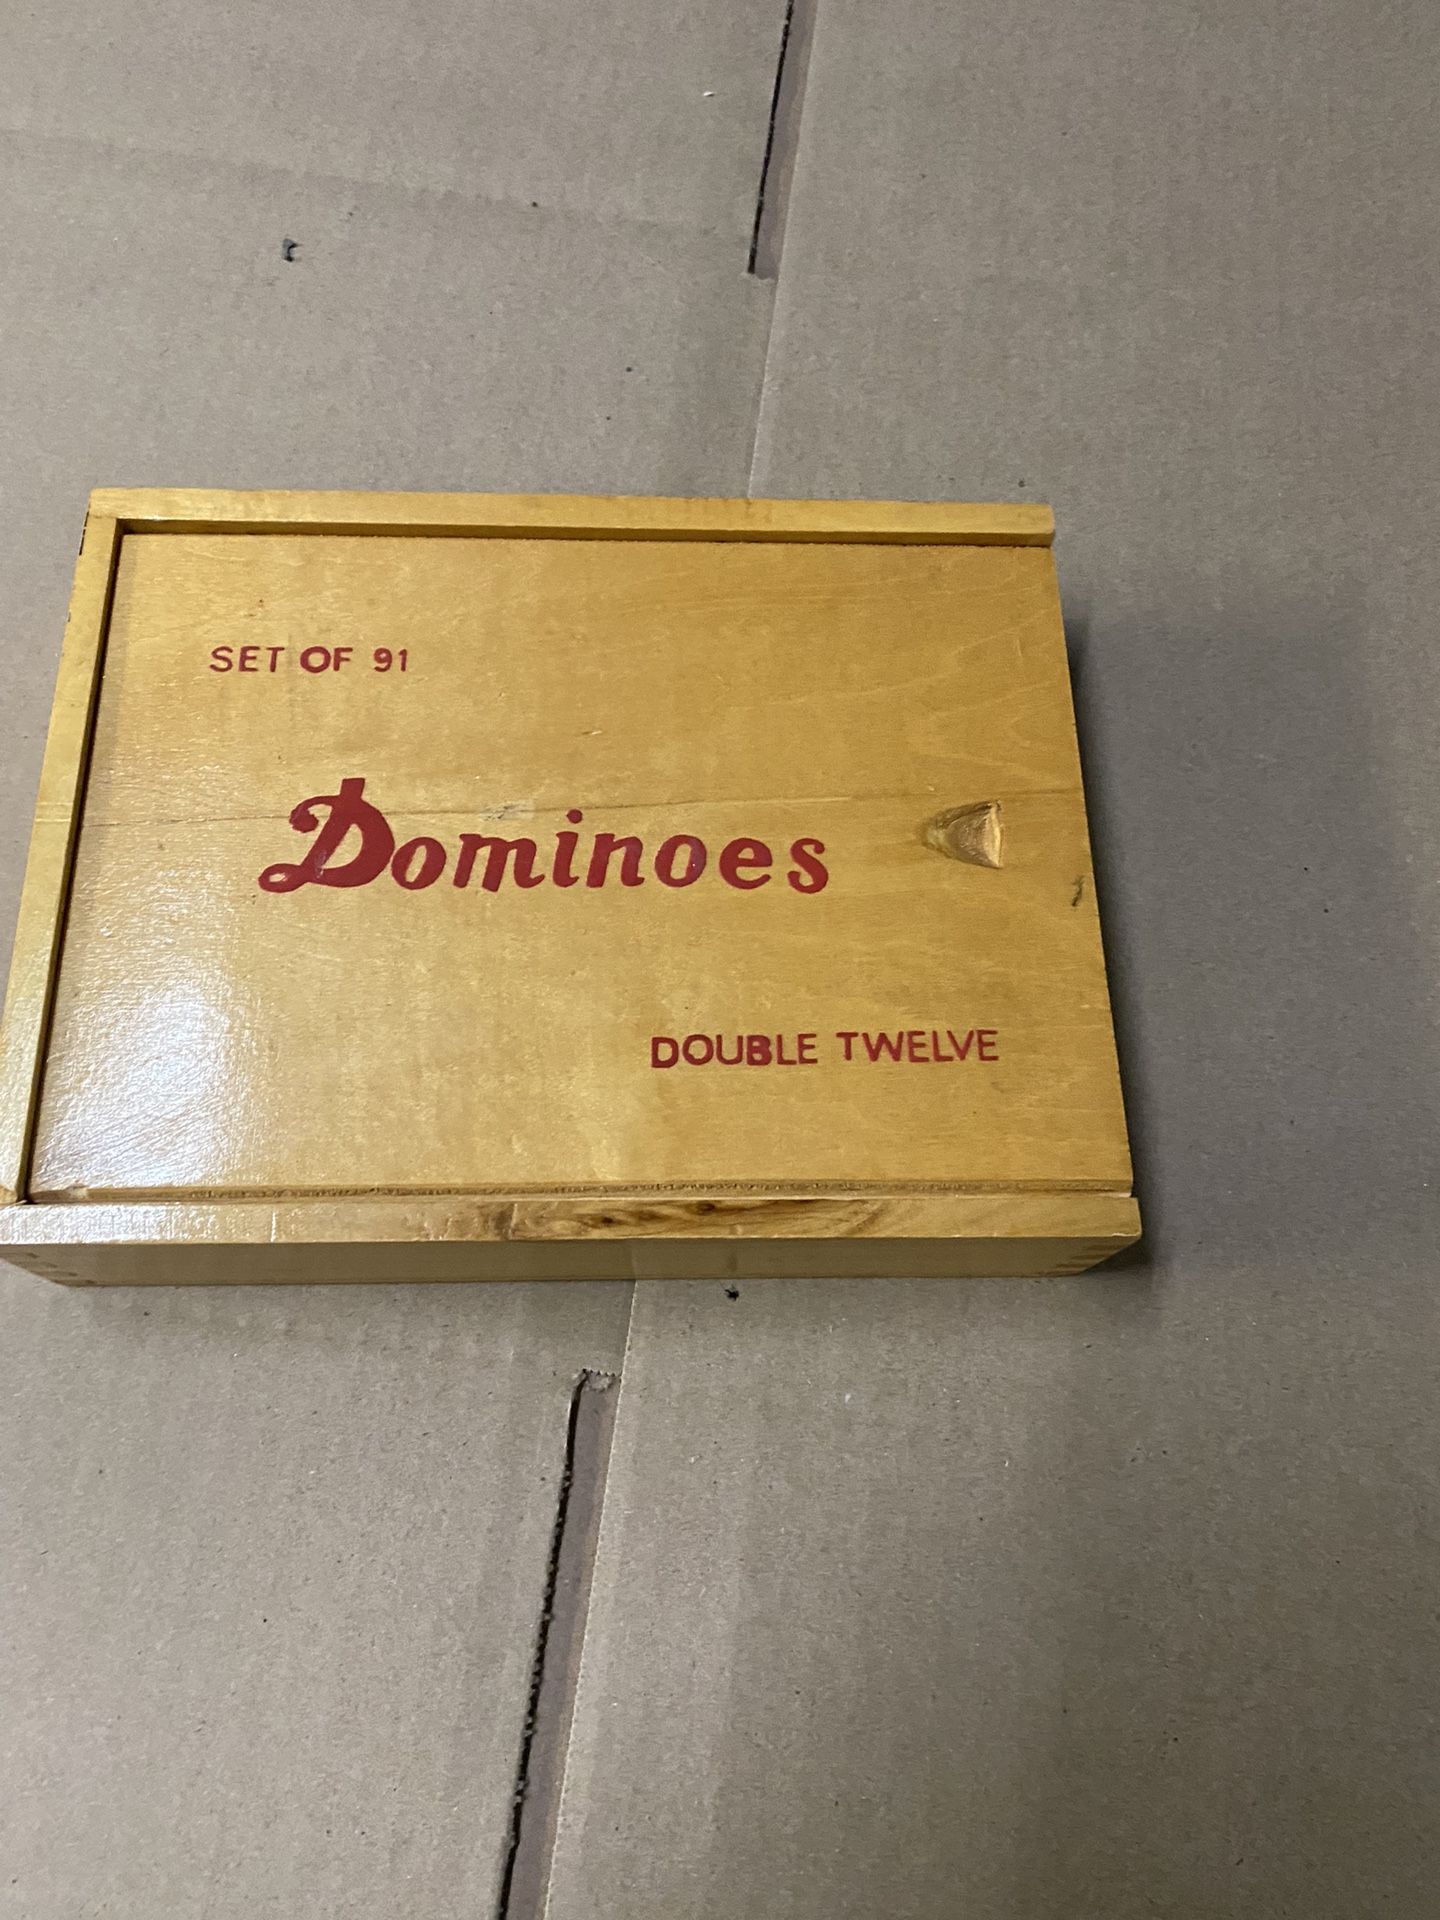 SET OF 91
Dominoes
DOUBLE TWELVE